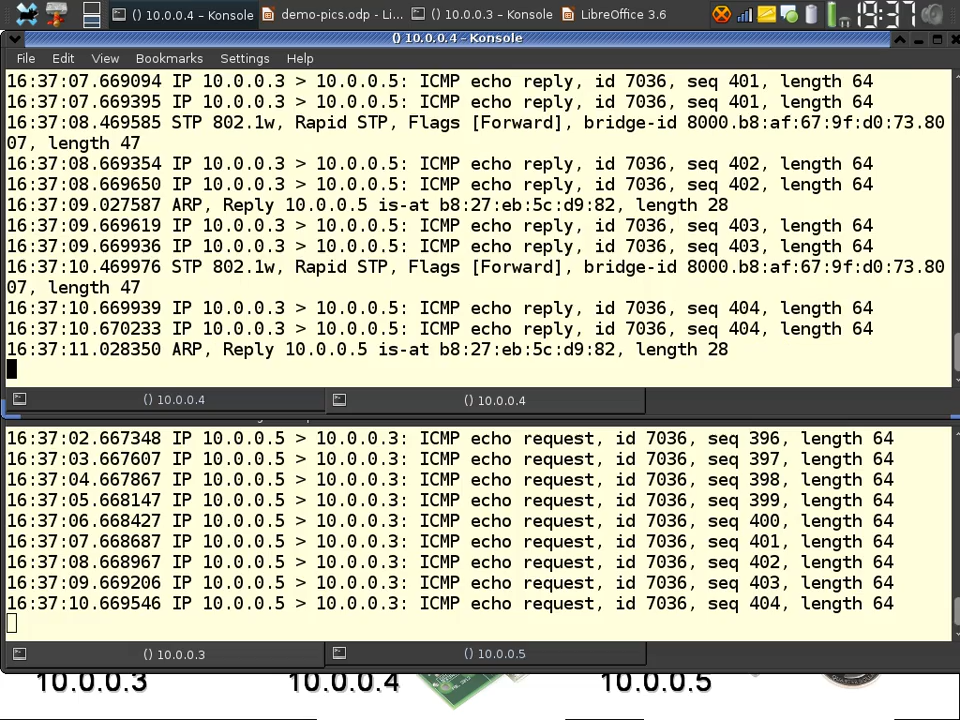 () 10.0.0.4 – Konsole
demo-pics.odp - Li...
() 10.0.0.3 – Konsole
LibreOffice 3.6
19:37
() 10.0.0.4 – Konsole
File Edit View Bookmarks Settings Help
16:37:07.669094 IP 10.0.0.3 > 10.0.0.5: ICMP echo reply, id 7036, seq 401, length 64
16:37:07.669395 IP 10.0.0.3 > 10.0.0.5: ICMP echo reply, id 7036, seq 401, length 64
16:37:08.469585 STP 802.1w, Rapid STP, Flags [Forward], bridge-id 8000.b8:af:67:9f:d0:73.80
07, length 47
16:37:08.669354 IP 10.0.0.3 > 10.0.0.5: ICMP echo reply, id 7036, seq 402, length 64
16:37:08.669650 IP 10.0.0.3 > 10.0.0.5: ICMP echo reply, id 7036, seq 402, length 64
16:37:09.027587 ARP, Reply 10.0.0.5 is-at b8:27:eb:5c:d9:82, length 28
16:37:09.669619 IP 10.0.0.3 > 10.0.0.5: ICMP echo reply, id 7036, seq 403, length 64
16:37:09.669936 IP 10.0.0.3 > 10.0.0.5: ICMP echo reply, id 7036, seq 403, length 64
16:37:10.469976 STP 802.1w, Rapid STP, Flags [Forward], bridge-id 8000.b8:af:67:9f:d0:73.80
07, length 47
16:37:10.669939 IP 10.0.0.3 > 10.0.0.5: ICMP echo reply, id 7036, seq 404, length 64
16:37:10.670233 IP 10.0.0.3 > 10.0.0.5: ICMP echo reply, id 7036, seq 404, length 64
16:37:11.028350 ARP, Reply 10.0.0.5 is-at b8:27:eb:5c:d9:82, length 28
() 10.0.0.4
() 10.0.0.4
16:37:02.667348 IP 10.0.0.5 > 10.0.0.3: ICMP echo request, id 7036, seq 396, length 64
16:37:03.667607 IP 10.0.0.5 > 10.0.0.3: ICMP echo request, id 7036, seq 397, length 64
16:37:04.667867 IP 10.0.0.5 > 10.0.0.3: ICMP echo request, id 7036, seq 398, length 64
16:37:05.668147 IP 10.0.0.5 > 10.0.0.3: ICMP echo request, id 7036, seq 399, length 64
16:37:06.668427 IP 10.0.0.5 > 10.0.0.3: ICMP echo request, id 7036, seq 400, length 64
16:37:07.668687 IP 10.0.0.5 > 10.0.0.3: ICMP echo request, id 7036, seq 401, length 64
16:37:08.668967 IP 10.0.0.5 > 10.0.0.3: ICMP echo request, id 7036, seq 402, length 64
16:37:09.669206 IP 10.0.0.5 > 10.0.0.3: ICMP echo request, id 7036, seq 403, length 64
16:37:10.669546 IP 10.0.0.5 > 10.0.0.3: ICMP echo request, id 7036, seq 404, length 64
() 10.0.0.3
() 10.0.0.5
10.0.0.3
10.0.0.4
10.0.0.5